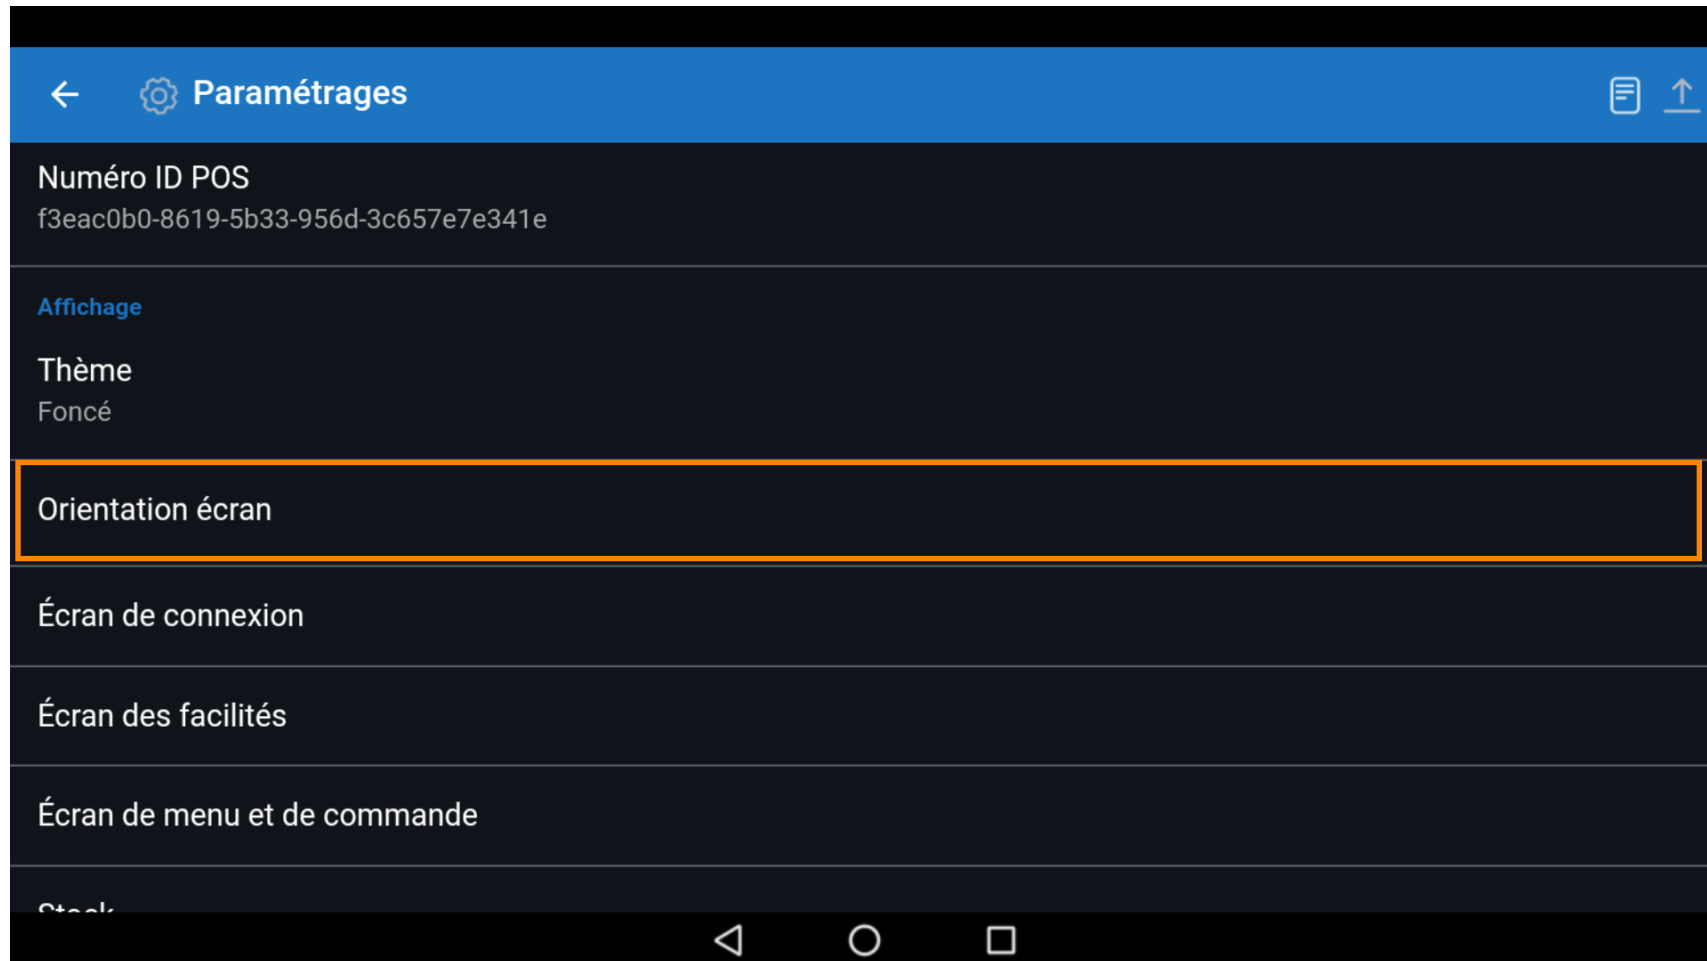 Paramétrages
Numéro ID POS
f3eac0b0-8619-5b33-956d-3c657e7e341e
Affichage
Thème
Foncé
Orientation écran
Écran de connexion
Écran des facilités
Écran de menu et de commande
Stock